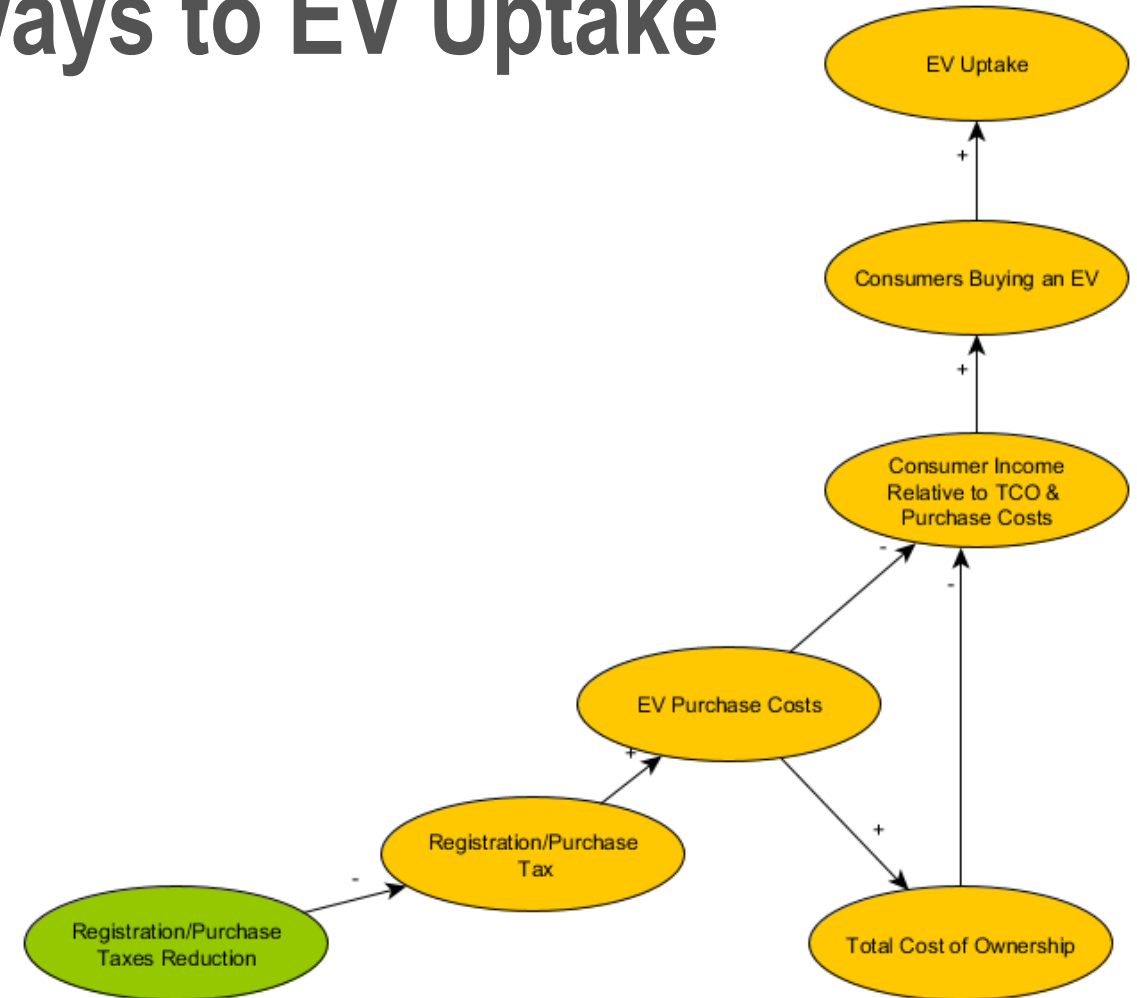 ways to EV Uptake
EV Uptake
+
Consumers Buying an EV
+
Consumer Income
Relative to TCO &
Purchase Costs
-
-
EV Purchase Costs
+
+
Registration/Purchase
Tax
-
Registration/Purchase
Taxes Reduction
Total Cost of Ownership